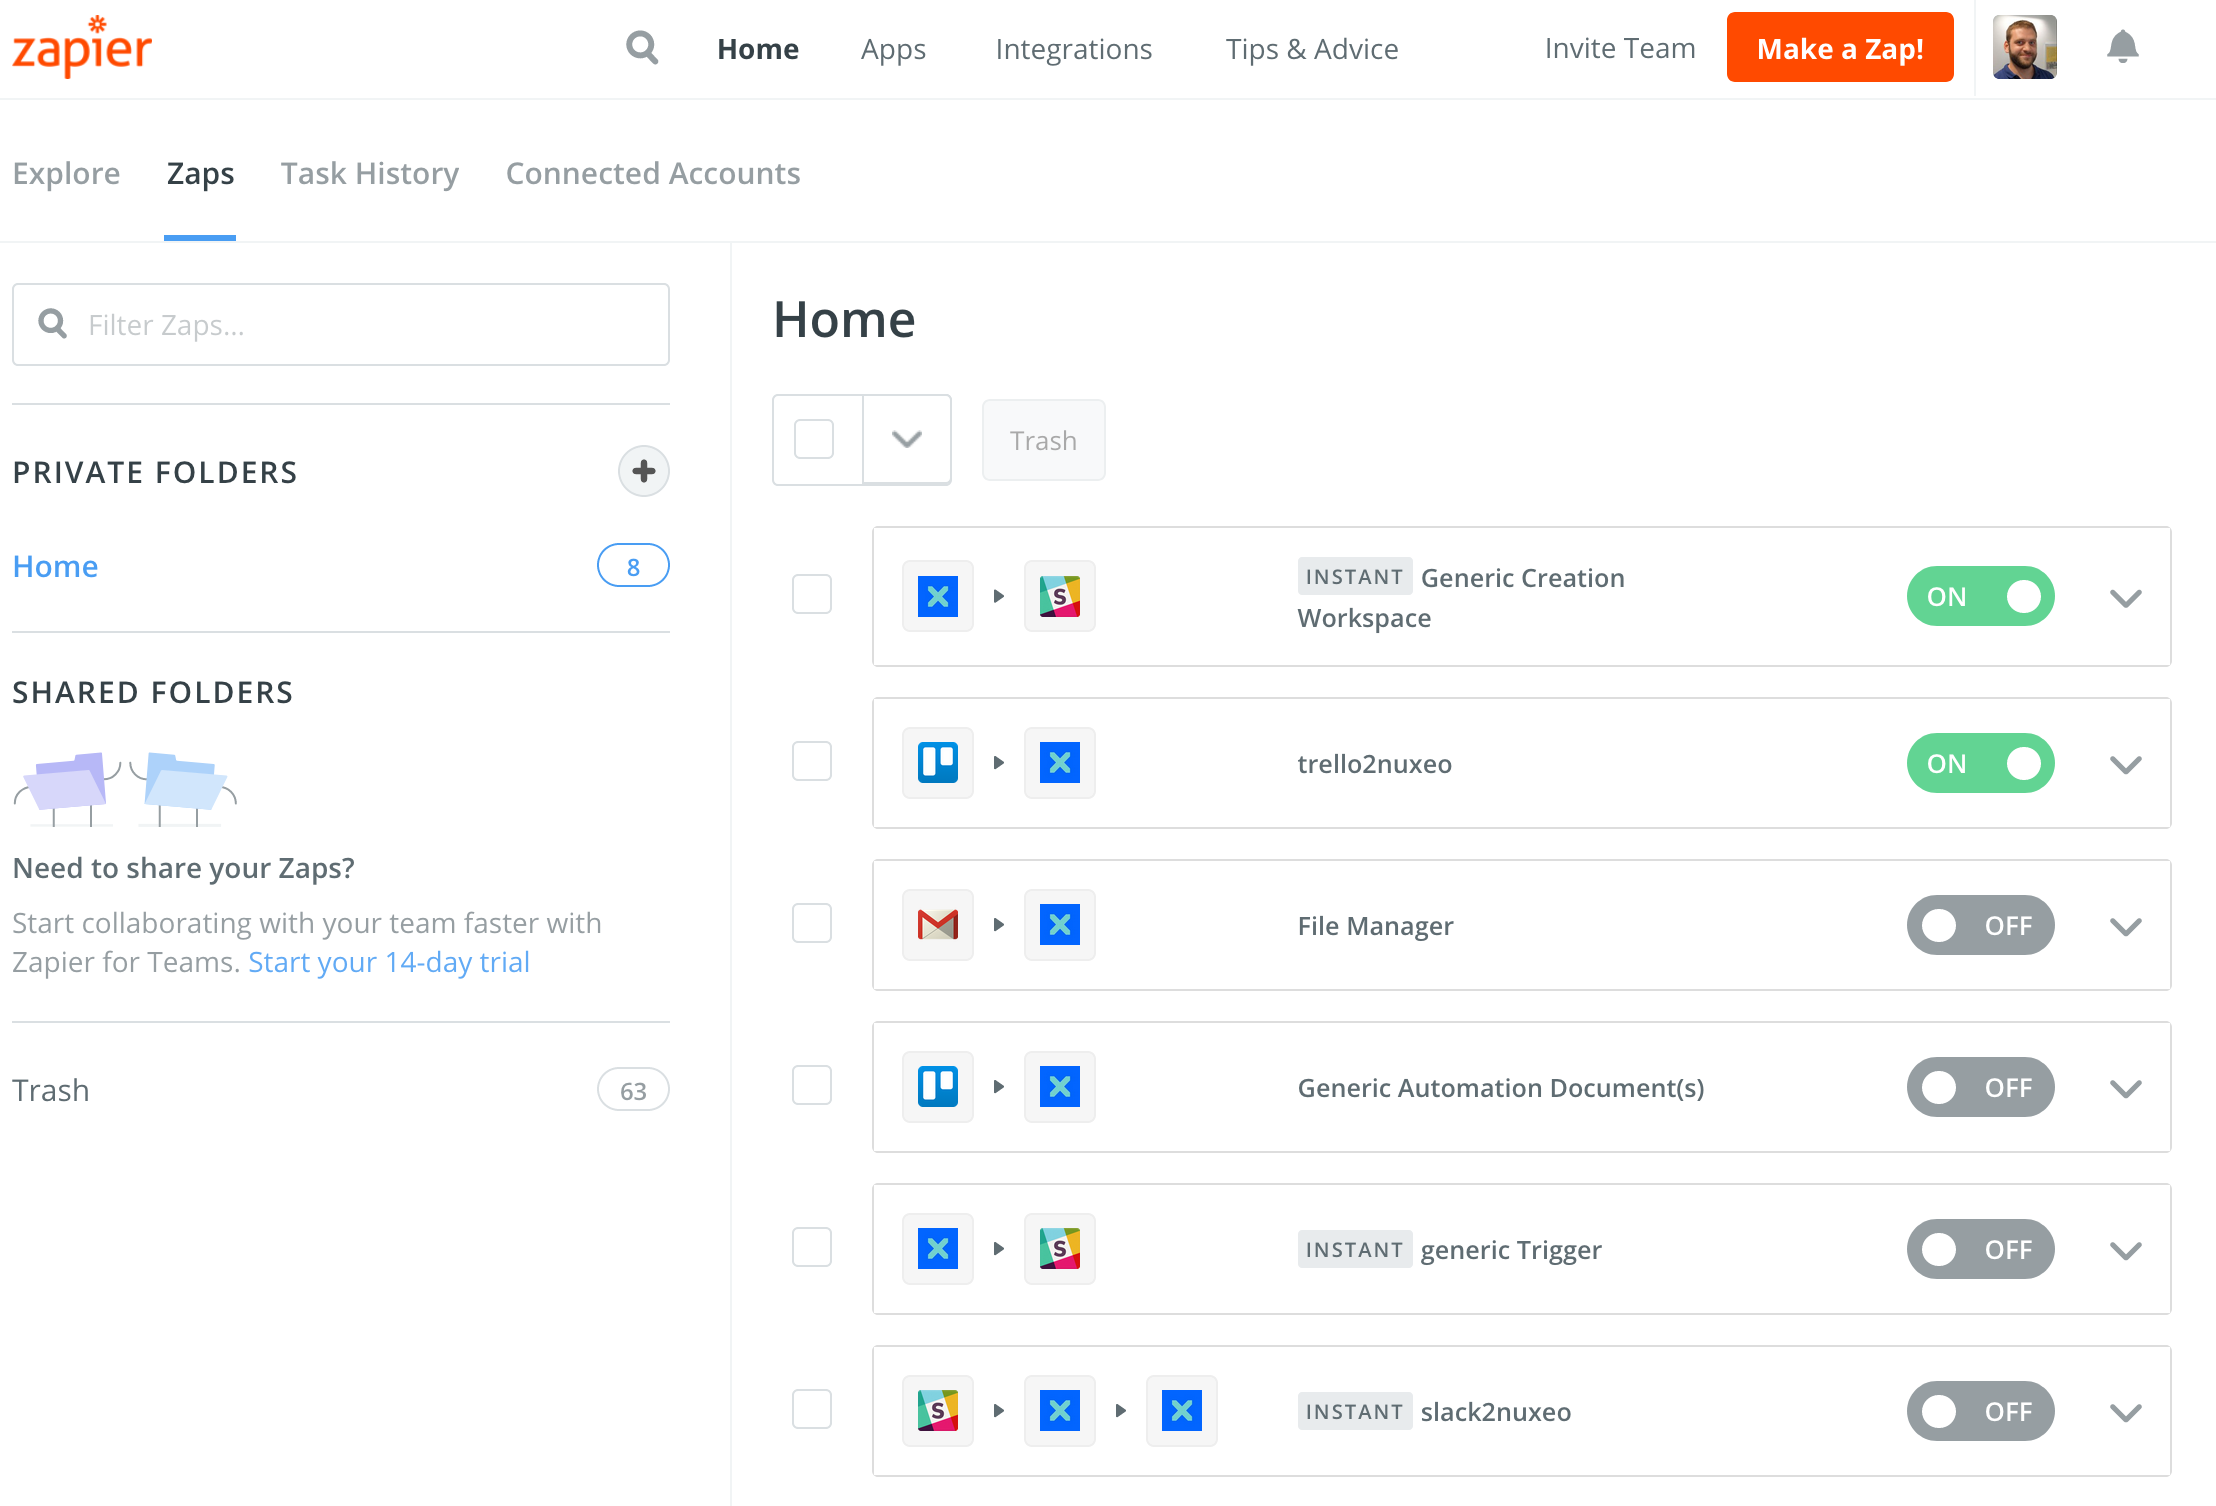 zapier
Home
Apps
Integrations
Tips & Advice
Invite Team
Make a Zap!
Explore
Zaps
Task History
Connected Accounts
Filter Zaps...
PRIVATE FOLDERS
Home
8
SHARED FOLDERS
Need to share your Zaps?
Start collaborating with your team faster with
Zapier for Teams. Start your 14-day trial
Trash
63
Home
Trash
S
INSTANT Generic Creation
Workspace
ON
trello2nuxeo
ON
File Manager
OFF
Generic Automation Document(s)
OFF
S
INSTANT generic Trigger
OFF
S
INSTANT slack2nuxeo
OFF